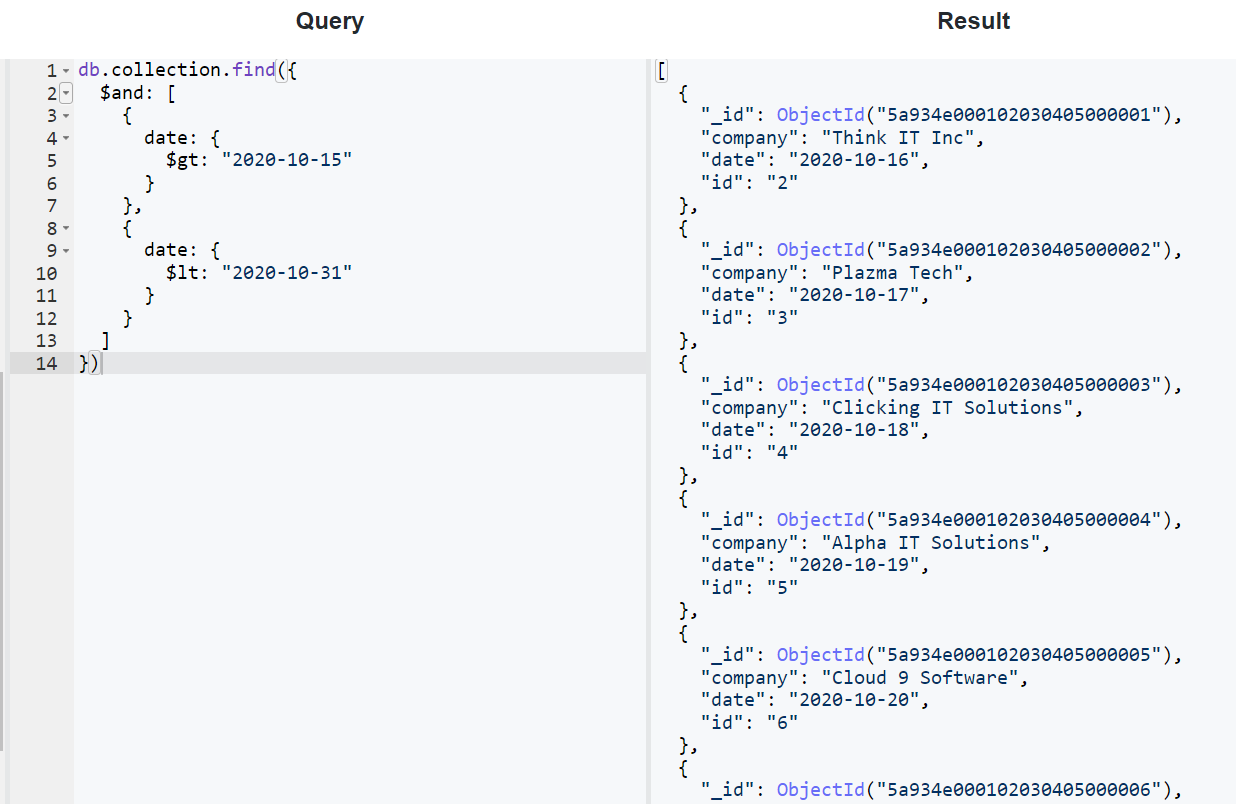 Query
Result
1 db.collection.find({
2   $and: [
3     {
4       date: {
5         $gt: "2020-10-15"
6       }
7     },
8     {
9       date: {
10         $lt: "2020-10-31"
11       }
12     }
13   ]
14 })
[
  {
    "_id": ObjectId("5a934e000102030405000001"),
    "company": "Think IT Inc",
    "date": "2020-10-16",
    "id": "2"
  },
  {
    "_id": ObjectId("5a934e000102030405000002"),
    "company": "Plazma Tech",
    "date": "2020-10-17",
    "id": "3"
  },
  {
    "_id": ObjectId("5a934e000102030405000003"),
    "company": "Clicking IT Solutions",
    "date": "2020-10-18",
    "id": "4"
  },
  {
    "_id": ObjectId("5a934e000102030405000004"),
    "company": "Alpha IT Solutions",
    "date": "2020-10-19",
    "id": "5"
  },
  {
    "_id": ObjectId("5a934e000102030405000005"),
    "company": "Cloud 9 Software",
    "date": "2020-10-20",
    "id": "6"
  },
  {
    "_id": ObjectId("5a934e000102030405000006"),